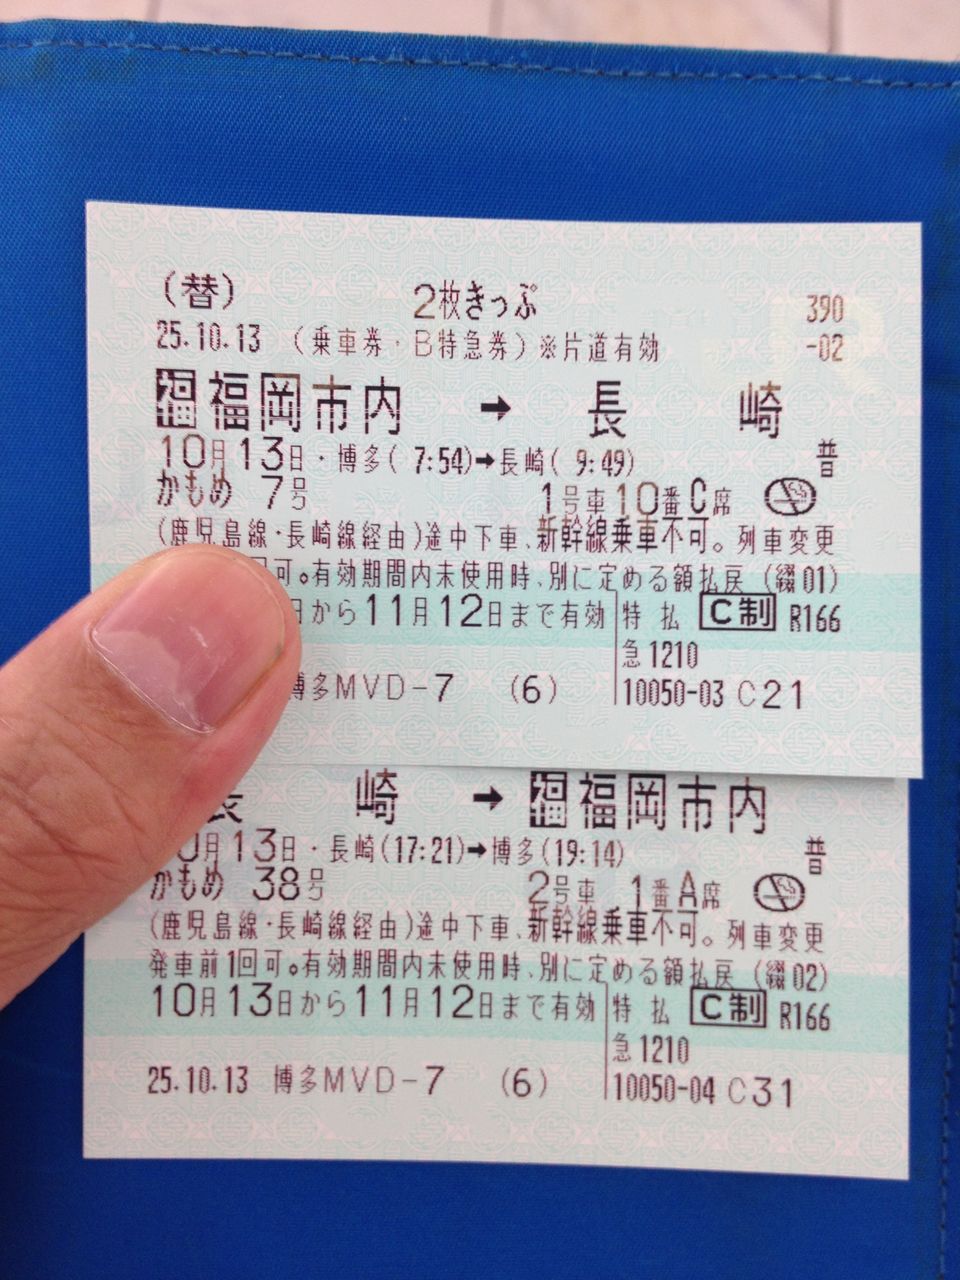 (替) 2枚きっぷ 390
25.10.13 (乗車券・B特急券)※片道有効 -02
福 福岡市内 → 長 崎
10月13日・博多( 7:54)→長崎( 9:49) 普
かもめ 7号 1号車10番C席
(鹿児島線・長崎線経由)途中下車、新幹線乗車不可。列車変更
回可。有効期間内未使用時、別に定める額払戻 (綴01)
日から11月12日まで有効 特 払 C制 R166
急1210
博多MVD-7 (6) 10050-03 C21
長 崎 → 福 福岡市内
10月13日・長崎(17:21)→博多(19:14) 普
かもめ 38号 2号車 1番A席
(鹿児島線・長崎線経由)途中下車、新幹線乗車不可。列車変更
発車前1回可。有効期間内未使用時、別に定める額払戻 (綴02)
10月13日から11月12日まで有効 特 払 C制 R166
急1210
25.10.13 博多MVD-7 (6) 10050-04 C31